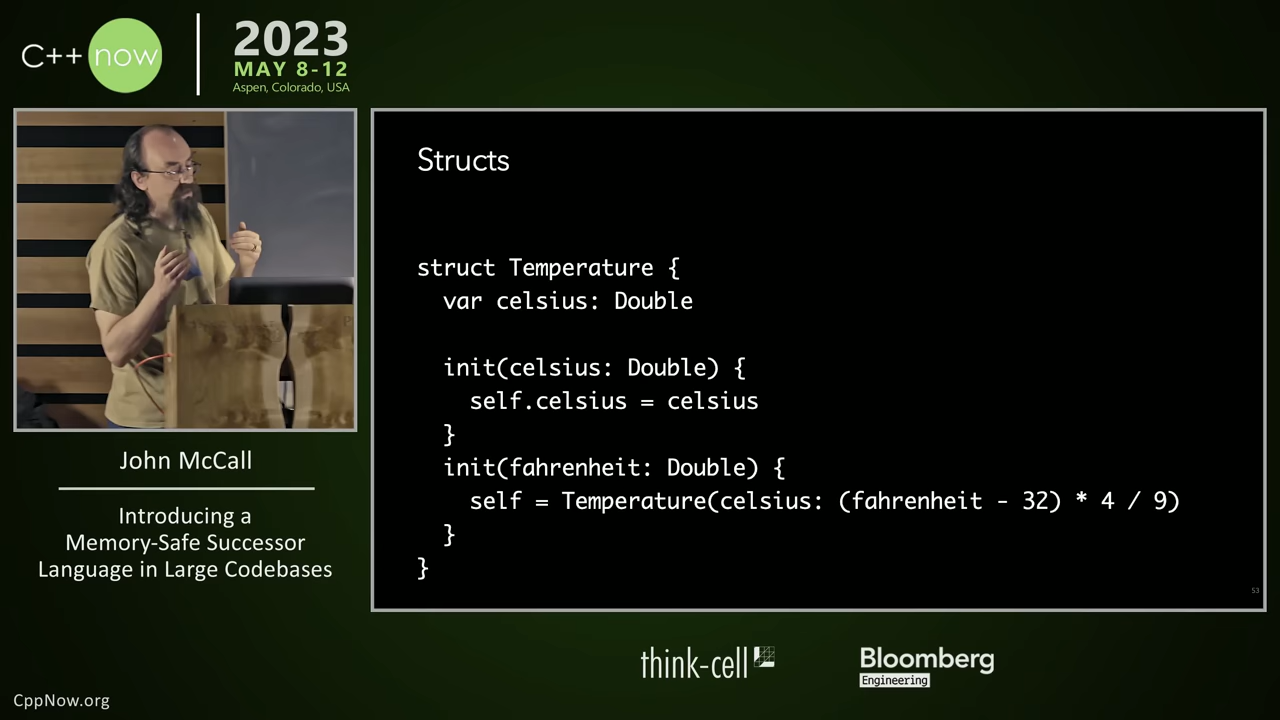 C++ now
2023
MAY 8-12
Aspen, Colorado, USA
Structs
struct Temperature {
  var celsius: Double
  init(celsius: Double) {
    self.celsius = celsius
  }
  init(fahrenheit: Double) {
    self = Temperature(celsius: (fahrenheit - 32) * 4 / 9)
  }
}
53
John McCall
Introducing a
Memory-Safe Successor
Language in Large Codebases
think-cell
Bloomberg
Engineering
CppNow.org